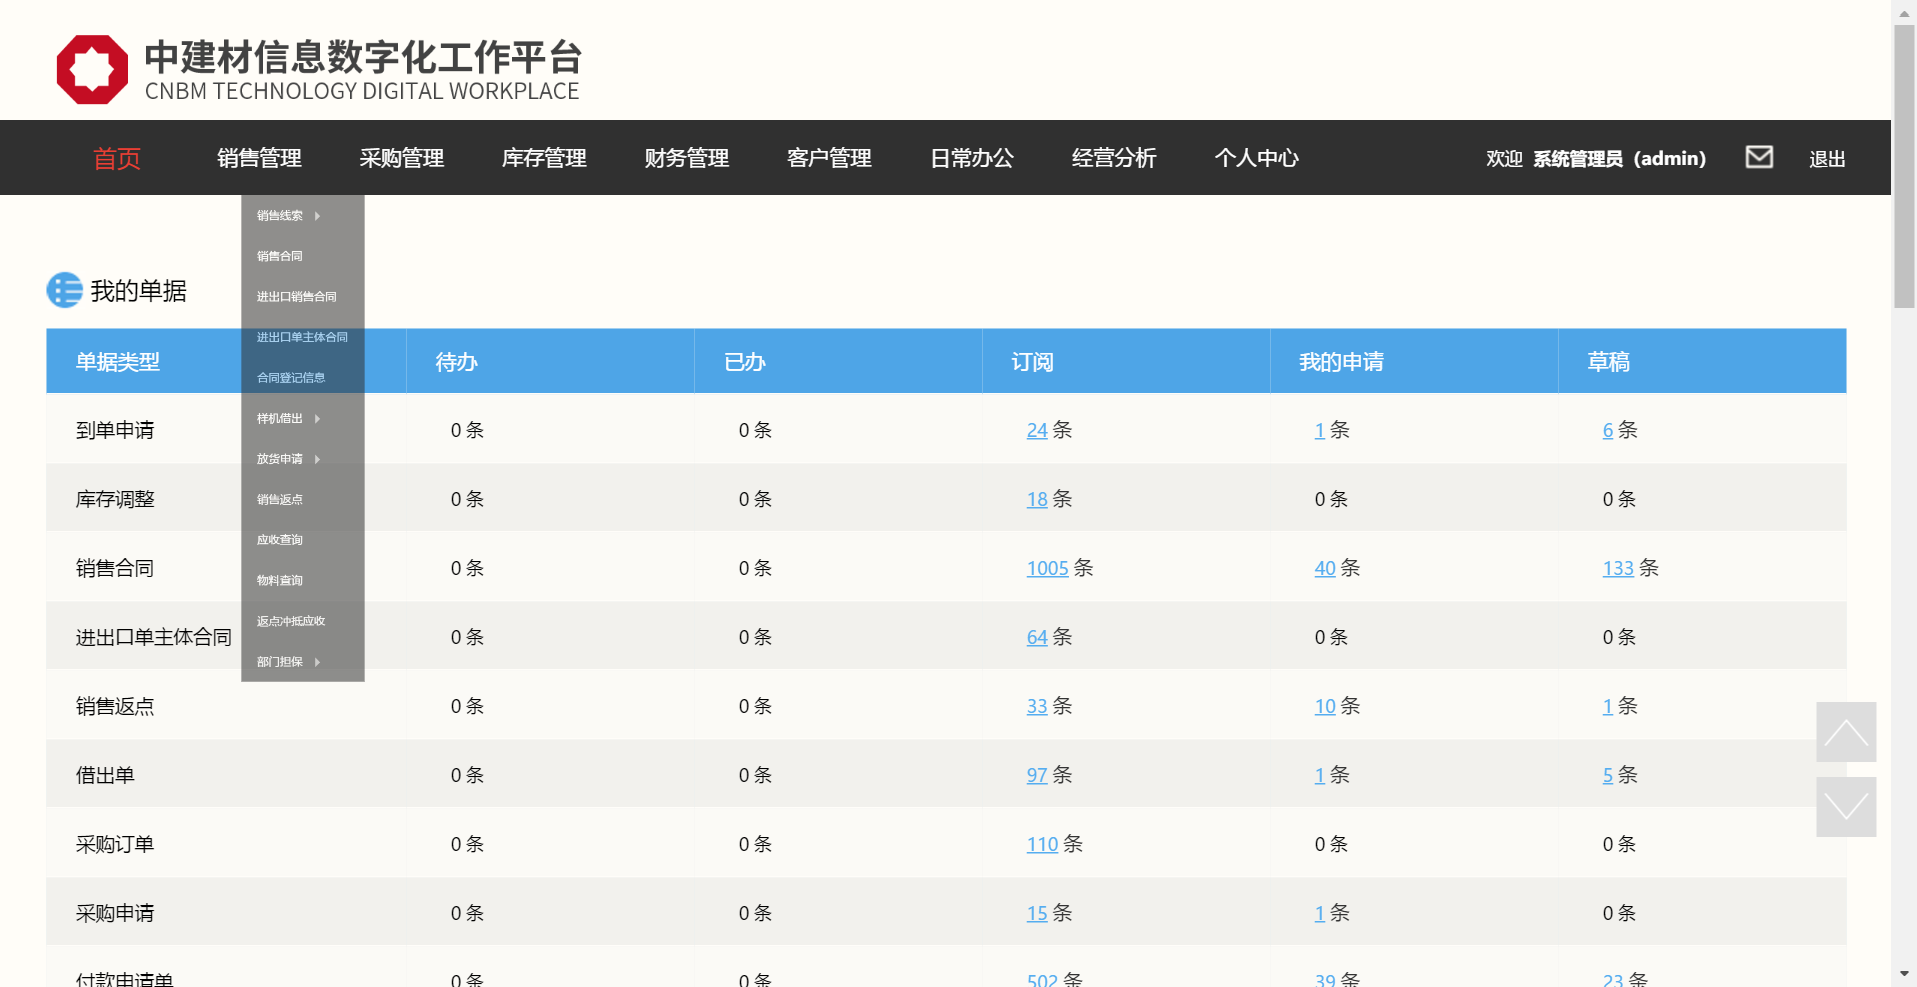 中建材信息数字化工作平台
CNBM TECHNOLOGY DIGITAL WORKPLACE
首页 销售管理 采购管理 库存管理 财务管理 客户管理 日常办公 经营分析 个人中心 欢迎 系统管理员（admin） 退出
销售线索
销售合同
进出口销售合同
进出口单主体合同
合同登记信息
样机借出
放货申请
销售返点
应收查询
物料查询
返点冲抵应收
部门担保
我的单据
单据类型 待办 已办 订阅 我的申请 草稿
到单申请 0 条 0 条 24 条 1 条 6 条
库存调整 0 条 0 条 18 条 0 条 0 条
销售合同 0 条 0 条 1005 条 40 条 133 条
进出口单主体合同 0 条 0 条 64 条 0 条 0 条
销售返点 0 条 0 条 33 条 10 条 1 条
借出单 0 条 0 条 97 条 1 条 5 条
采购订单 0 条 0 条 110 条 0 条 0 条
采购申请 0 条 0 条 15 条 1 条 0 条
付款申请单 0 条 0 条 502 条 39 条 23 条